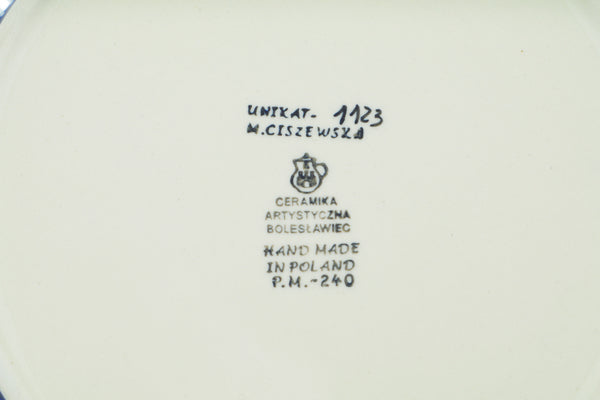 UNIKAT- 1123
M.CISZEWSKA
CERAMIKA
ARTYSTYCZNA
BOLESŁAWIEC
HAND MADE
IN POLAND
P.M.-240